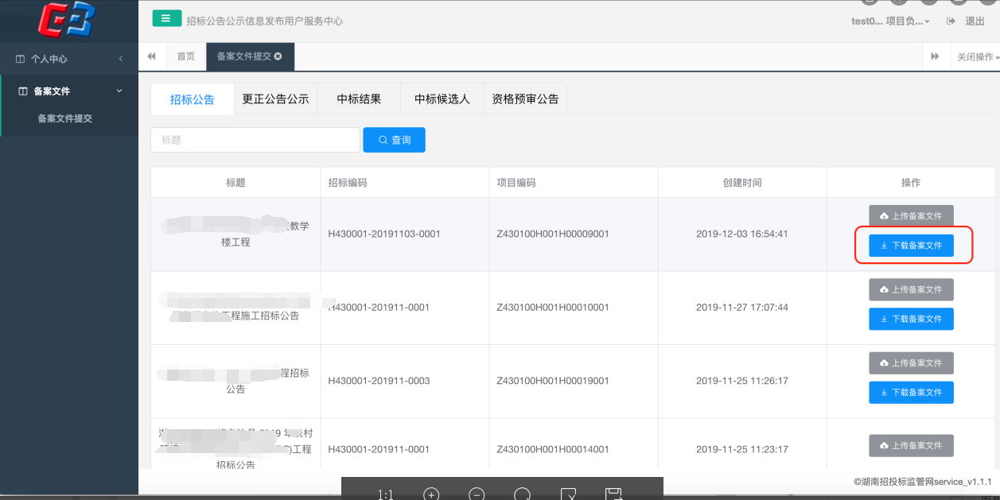 招标公告公示信息发布用户服务中心
test0... 项目负...
退出
个人中心
首页
备案文件提交
关闭操作
备案文件
备案文件提交
招标公告
更正公告公示
中标结果
中标候选人
资格预审公告
标题
查询
标题
招标编码
项目编码
创建时间
操作
教学
楼工程
H430001-20191103-0001
Z430100H001H00009001
2019-12-03 16:54:41
上传备案文件
下载备案文件
工程施工招标公告
H430001-201911-0001
Z430100H001H00010001
2019-11-27 17:07:44
上传备案文件
下载备案文件
程招标
公告
H430001-201911-0003
Z430100H001H00019001
2019-11-25 11:26:17
上传备案文件
下载备案文件
年农村
)工程
招标公告
H430001-201911-0001
Z430100H001H00014001
2019-11-25 11:23:17
上传备案文件
©湖南招投标监管网service_v1.1.1
1:1